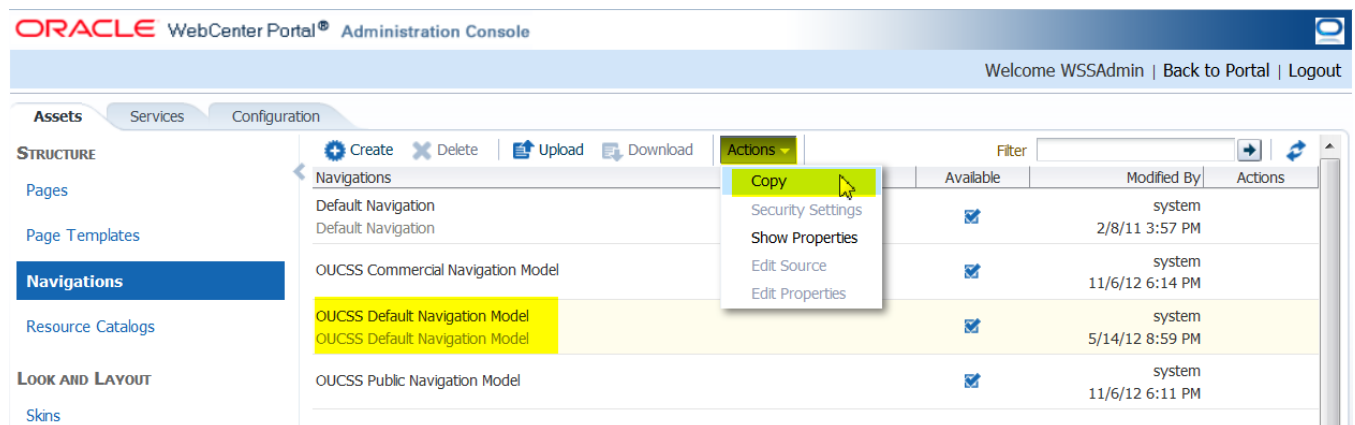 ORACLE WebCenter Portal® Administration Console
Welcome WSSAdmin | Back to Portal | Logout
Assets Services Configuration
STRUCTURE
Pages
Page Templates
Navigations
Resource Catalogs
LOOK AND LAYOUT
Skins
Create Delete Upload Download Actions Filter
Navigations Available Modified By Actions
Copy
Security Settings
Show Properties
Edit Source
Edit Properties
Default Navigation system
Default Navigation 2/8/11 3:57 PM
OUCSS Commercial Navigation Model system
11/6/12 6:14 PM
OUCSS Default Navigation Model system
OUCSS Default Navigation Model 5/14/12 8:59 PM
OUCSS Public Navigation Model system
11/6/12 6:11 PM